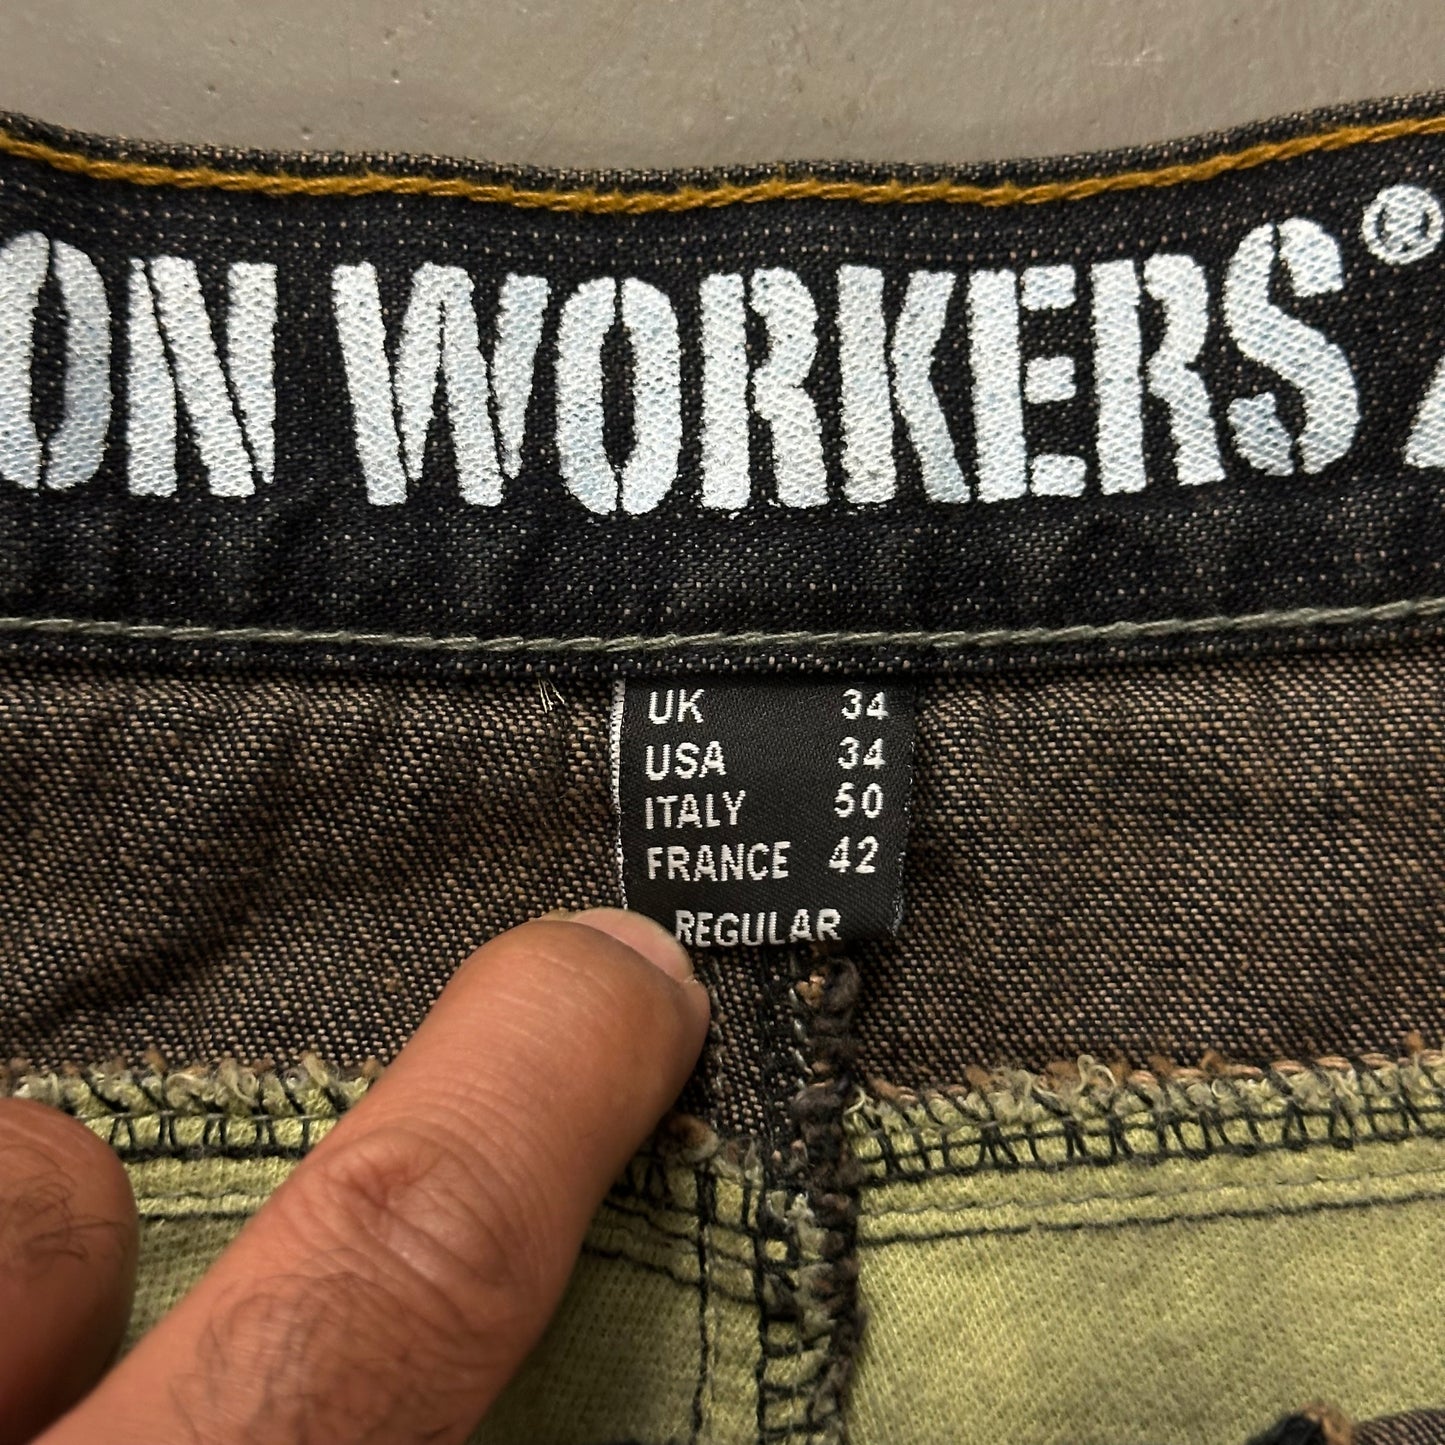 ON WORKERS®
UK 34
USA 34
ITALY 50
FRANCE 42
REGULAR